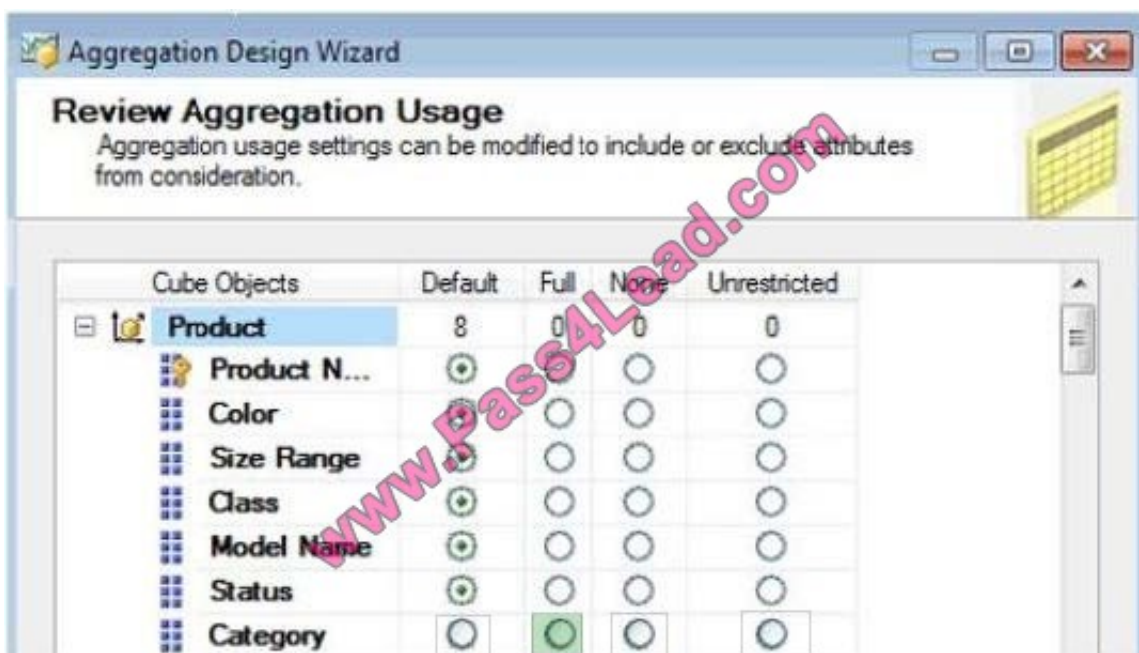 Aggregation Design Wizard
Review Aggregation Usage
Aggregation usage settings can be modified to include or exclude attributes
from consideration.
Cube Objects Default Full None Unrestricted
Product 8 0 0 0
Product N...
Color
Size Range
Class
Model Name
Status
Category
www.Pass4Lead.com